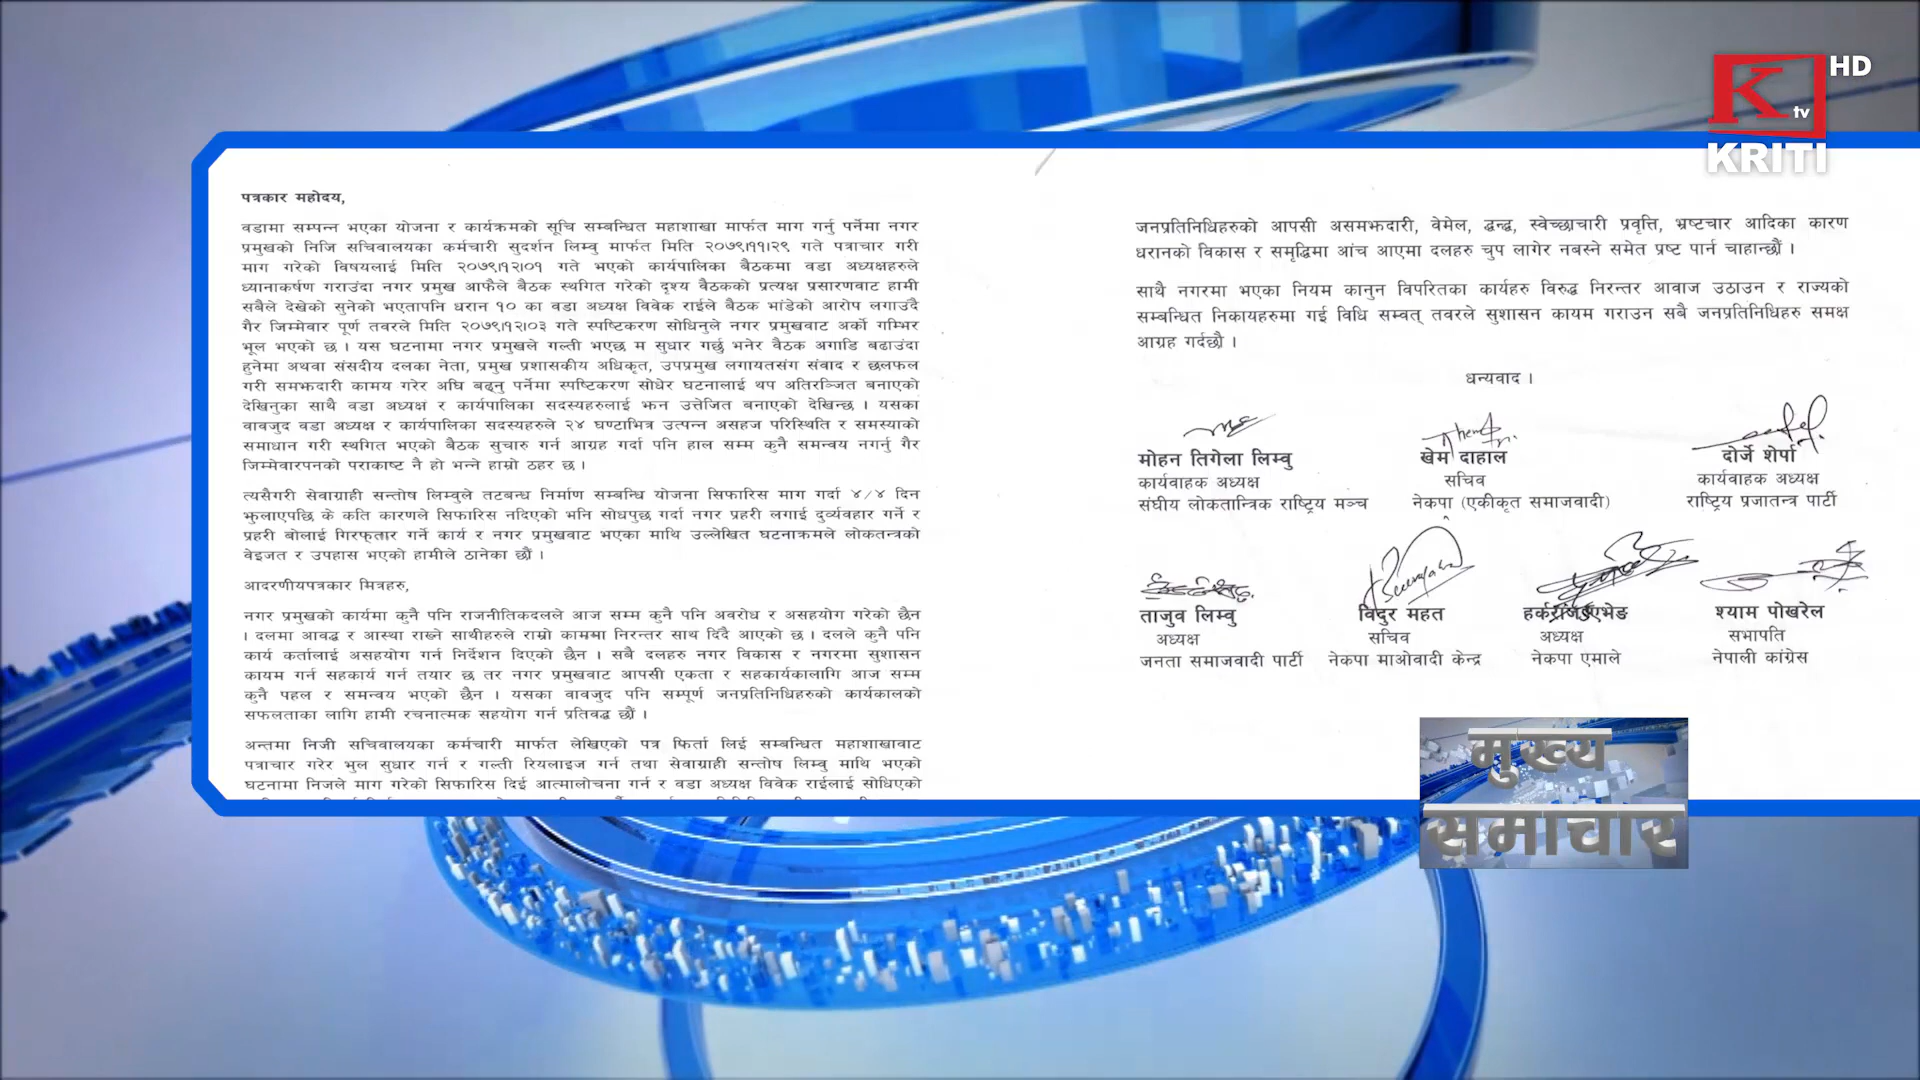 पत्रकार महोदय,
वडामा सम्पन्न भएका योजना र कार्यक्रमको सूचि सम्बन्धित महाशाखा मार्फत माग गर्नु पर्नेमा नगर
प्रमुखको निजि सचिवालयका कर्मचारी सुदर्शन लिम्बु मार्फत मिति २०७९।११।२९ गते पत्राचार गरी
माग गरेको विषयलाई मिति २०७९।१२।०१ गते भएको कार्यपालिका बैठकमा वडा अध्यक्षहरुले
ध्यानाकर्षण गराउंदा नगर प्रमुख आफैले बैठक स्थगित गरेको दृश्य बैठकको प्रत्यक्ष प्रसारणवाट हामी
सबैले देखेको सुनेको भएतापनि धरान १० का वडा अध्यक्ष विवेक राईले बैठक भांडेको आरोप लगाउदै
गैर जिम्मेवार पूर्ण तवरले मिति २०७९।१२।०३ गते स्पष्टिकरण सोधिनुले नगर प्रमुखवाट अर्को गम्भिर
भूल भएको छ । यस घटनामा नगर प्रमुखले गल्ती भएछ म सुधार गर्छु भनेर वैठक अगाडि बढाउंदा
हुनेमा अथवा संसदीय दलका नेता, प्रमुख प्रशासकीय अधिकृत, उपप्रमुख लगायतसंग संवाद र छलफल
गरी समझदारी कामय गरेर अघि बढ्नु पर्नेमा स्पष्टिकरण सोधेर घटनालाई थप अतिरञ्जित बनाएको
देखिनुका साथै वडा अध्यक्ष र कार्यपालिका सदस्यहरुलाई झन उत्तेजित बनाएको देखिन्छ । यसका
वावजुद वडा अध्यक्ष र कार्यपालिका सदस्यहरुले २४ घण्टाभित्र उत्पन्न असहज परिस्थिति र समस्याको
समाधान गरी स्थगित भएको बैठक सुचारु गर्न आग्रह गर्दा पनि हाल सम्म कुनै समन्वय नगर्नु गैर
जिम्मेवारपनको पराकाष्ट नै हो भन्ने हाम्रो ठहर छ ।
त्यसैगरी सेवाग्राही सन्तोष लिम्बुले तटबन्ध निर्माण सम्बन्धि योजना सिफारिस माग गर्दा ४/४ दिन
झुलाएपछि के कति कारणले सिफारिस नदिएको भनि सोधपुछ गर्दा नगर प्रहरी लगाई दुर्व्यवहार गर्ने र
प्रहरी बोलाई गिरफ्तार गर्ने कार्य र नगर प्रमुखवाट भएका माथि उल्लेखित घटनाक्रमले लोकतन्त्रको
वेइजत र उपहास भएको हामीले ठानेका छौं ।
आदरणीयपत्रकार मित्रहरु,
नगर प्रमुखको कार्यमा कुनै पनि राजनीतिकदलले आज सम्म कुनै पनि अवरोध र असहयोग गरेको छैन
। दलमा आवद्ध र आस्था राख्ने साथीहरुले राम्रो काममा निरन्तर साथ दिंदै आएको छ । दलले कुनै पनि
कार्य कर्तालाई असहयोग गर्न निर्देशन दिएको छैन । सबै दलहरु नगर विकास र नगरमा सुशासन
कायम गर्न सहकार्य गर्न तयार छ तर नगर प्रमुखवाट आपसी एकता र सहकार्यकालागि आज सम्म
कुनै पहल र समन्वय भएको छैन । यसका वावजुद पनि सम्पूर्ण जनप्रतिनिधिहरुको कार्यकालको
सफलताका लागि हामी रचनात्मक सहयोग गर्न प्रतिवद्ध छौं ।
अन्तमा निजी सचिवालयका कर्मचारी मार्फत लेखिएको पत्र फिर्ता लिई सम्बन्धित महाशाखावाट
पत्राचार गरेर भुल सुधार गर्न र गल्ती रियलाइज गर्न तथा सेवाग्राही सन्तोष लिम्बु माथि भएको
घटनामा निजले माग गरेको सिफारिस दिई आत्मालोचना गर्न र वडा अध्यक्ष विवेक राईलाई सोधिएको
जनप्रतिनिधिहरुको आपसी असमझदारी, वेमेल, द्वन्द्व, स्वेच्छाचारी प्रवृत्ति, भ्रष्टचार आदिका कारण
धरानको विकास र समृद्धिमा आंच आएमा दलहरु चुप लागेर नबस्ने समेत प्रष्ट पार्न चाहान्छौं ।
साथै नगरमा भएका नियम कानुन विपरितका कार्यहरु विरुद्ध निरन्तर आवाज उठाउन र राज्यको
सम्बन्धित निकायहरुमा गई विधि सम्वत् तवरले सुशासन कायम गराउन सबै जनप्रतिनिधिहरु समक्ष
आग्रह गर्दछौ ।
धन्यवाद ।
मोहन तिगेला लिम्वु खेम दाहाल दोर्जे शेर्पा
कार्यवाहक अध्यक्ष सचिव कार्यवाहक अध्यक्ष
संघीय लोकतान्त्रिक राष्ट्रिय मञ्च नेकपा (एकीकृत समाजवादी) राष्ट्रिय प्रजातन्त्र पार्टी
ताजुव लिम्वु विदुर महत श्याम पोखरेल
अध्यक्ष सचिव अध्यक्ष सभापति
जनता समाजवादी पार्टी नेकपा माओवादी केन्द्र नेकपा एमाले नेपाली कांग्रेस
K tv HD
KRITI
मुख्य
समाचार